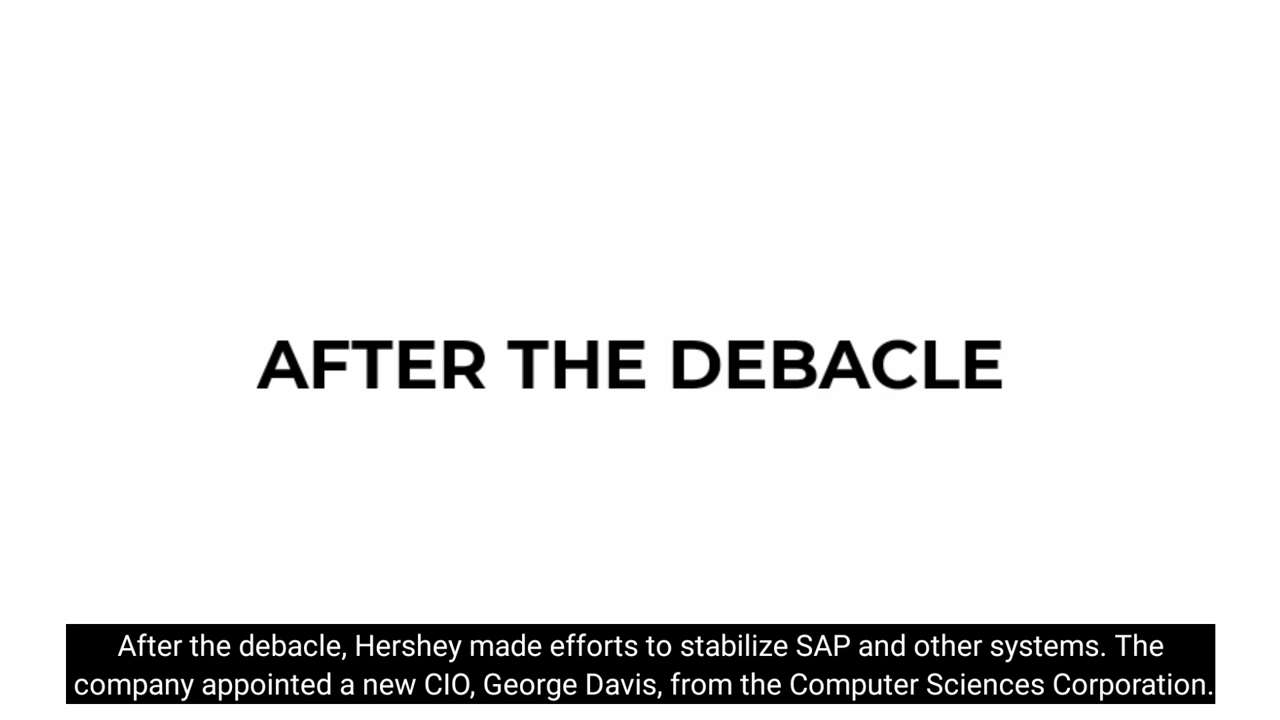 AFTER THE DEBACLE
After the debacle, Hershey made efforts to stabilize SAP and other systems. The
company appointed a new CIO, George Davis, from the Computer Sciences Corporation.